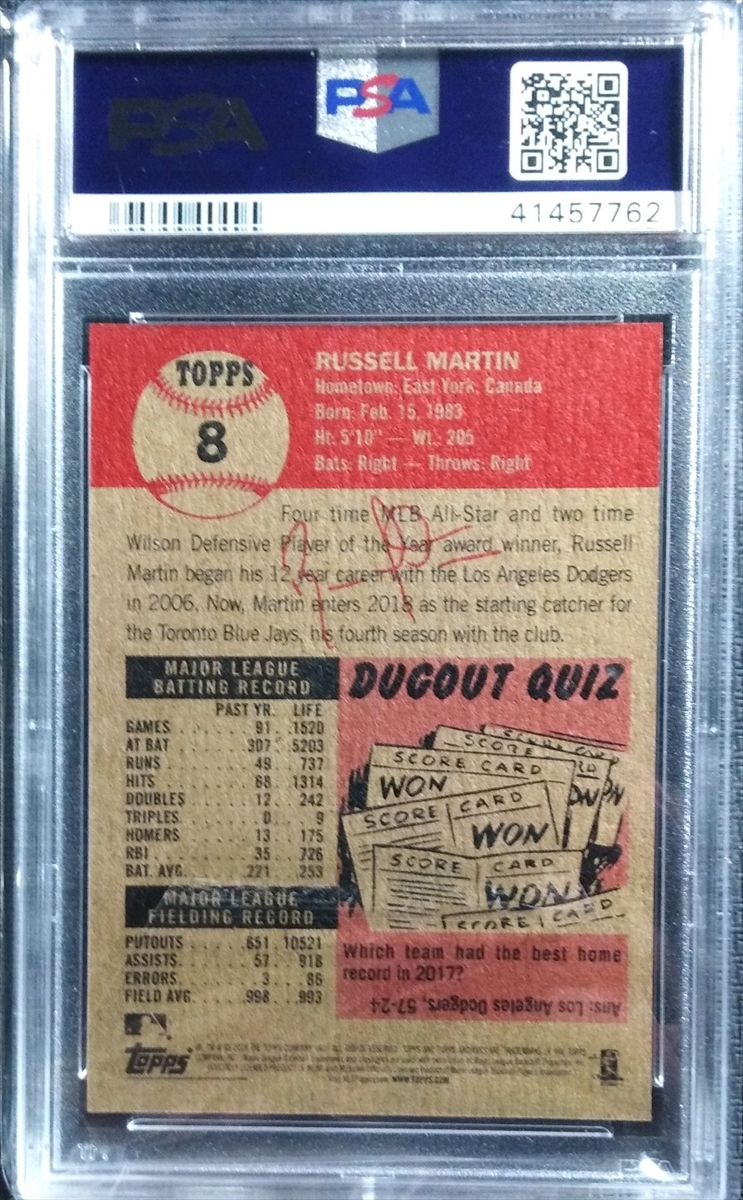 PSA
PSA
41457762
TOPPS
8
RUSSELL MARTIN
Hometown: East York, Canada
Born: Feb. 15, 1983
Ht: 5'10" — Wt.: 205
Bats: Right — Throws: Right
Four time MLB All-Star and two time
Wilson Defensive Player of the Year award winner, Russell
Martin began his 12 year career with the Los Angeles Dodgers
in 2006. Now, Martin enters 2018 as the starting catcher for
the Toronto Blue Jays, his fourth season with the club.
MAJOR LEAGUE
BATTING RECORD
PAST YR. LIFE
GAMES . . . . . . . 91 . .1520
AT BAT . . . . . . 307 . 5203
RUNS . . . . . . . 49 . . 737
HITS . . . . . . . 68 . 1314
DOUBLES . . . . . 12 . . 242
TRIPLES . . . . . . 0 . . . 9
HOMERS . . . . . 13 . . 175
RBI . . . . . . . . 35 . . 726
BAT. AVG. . . . . .221 . .253
MAJOR LEAGUE
FIELDING RECORD
PUTOUTS . . . . . .651 10521
ASSISTS. . . . . . . 57 . . 918
ERRORS. . . . . . . 3 . . . 86
FIELD AVG. . . . .998 . .993
DUGOUT QUIZ
SCORE
SCORE CARD
WON
SCORE CARD
WON
SCORE CARD
WON
SCORE CARD
Which team had the best home
record in 2017?
Ans: Los Angeles Dodgers, 57-24
topps
www.topps.com